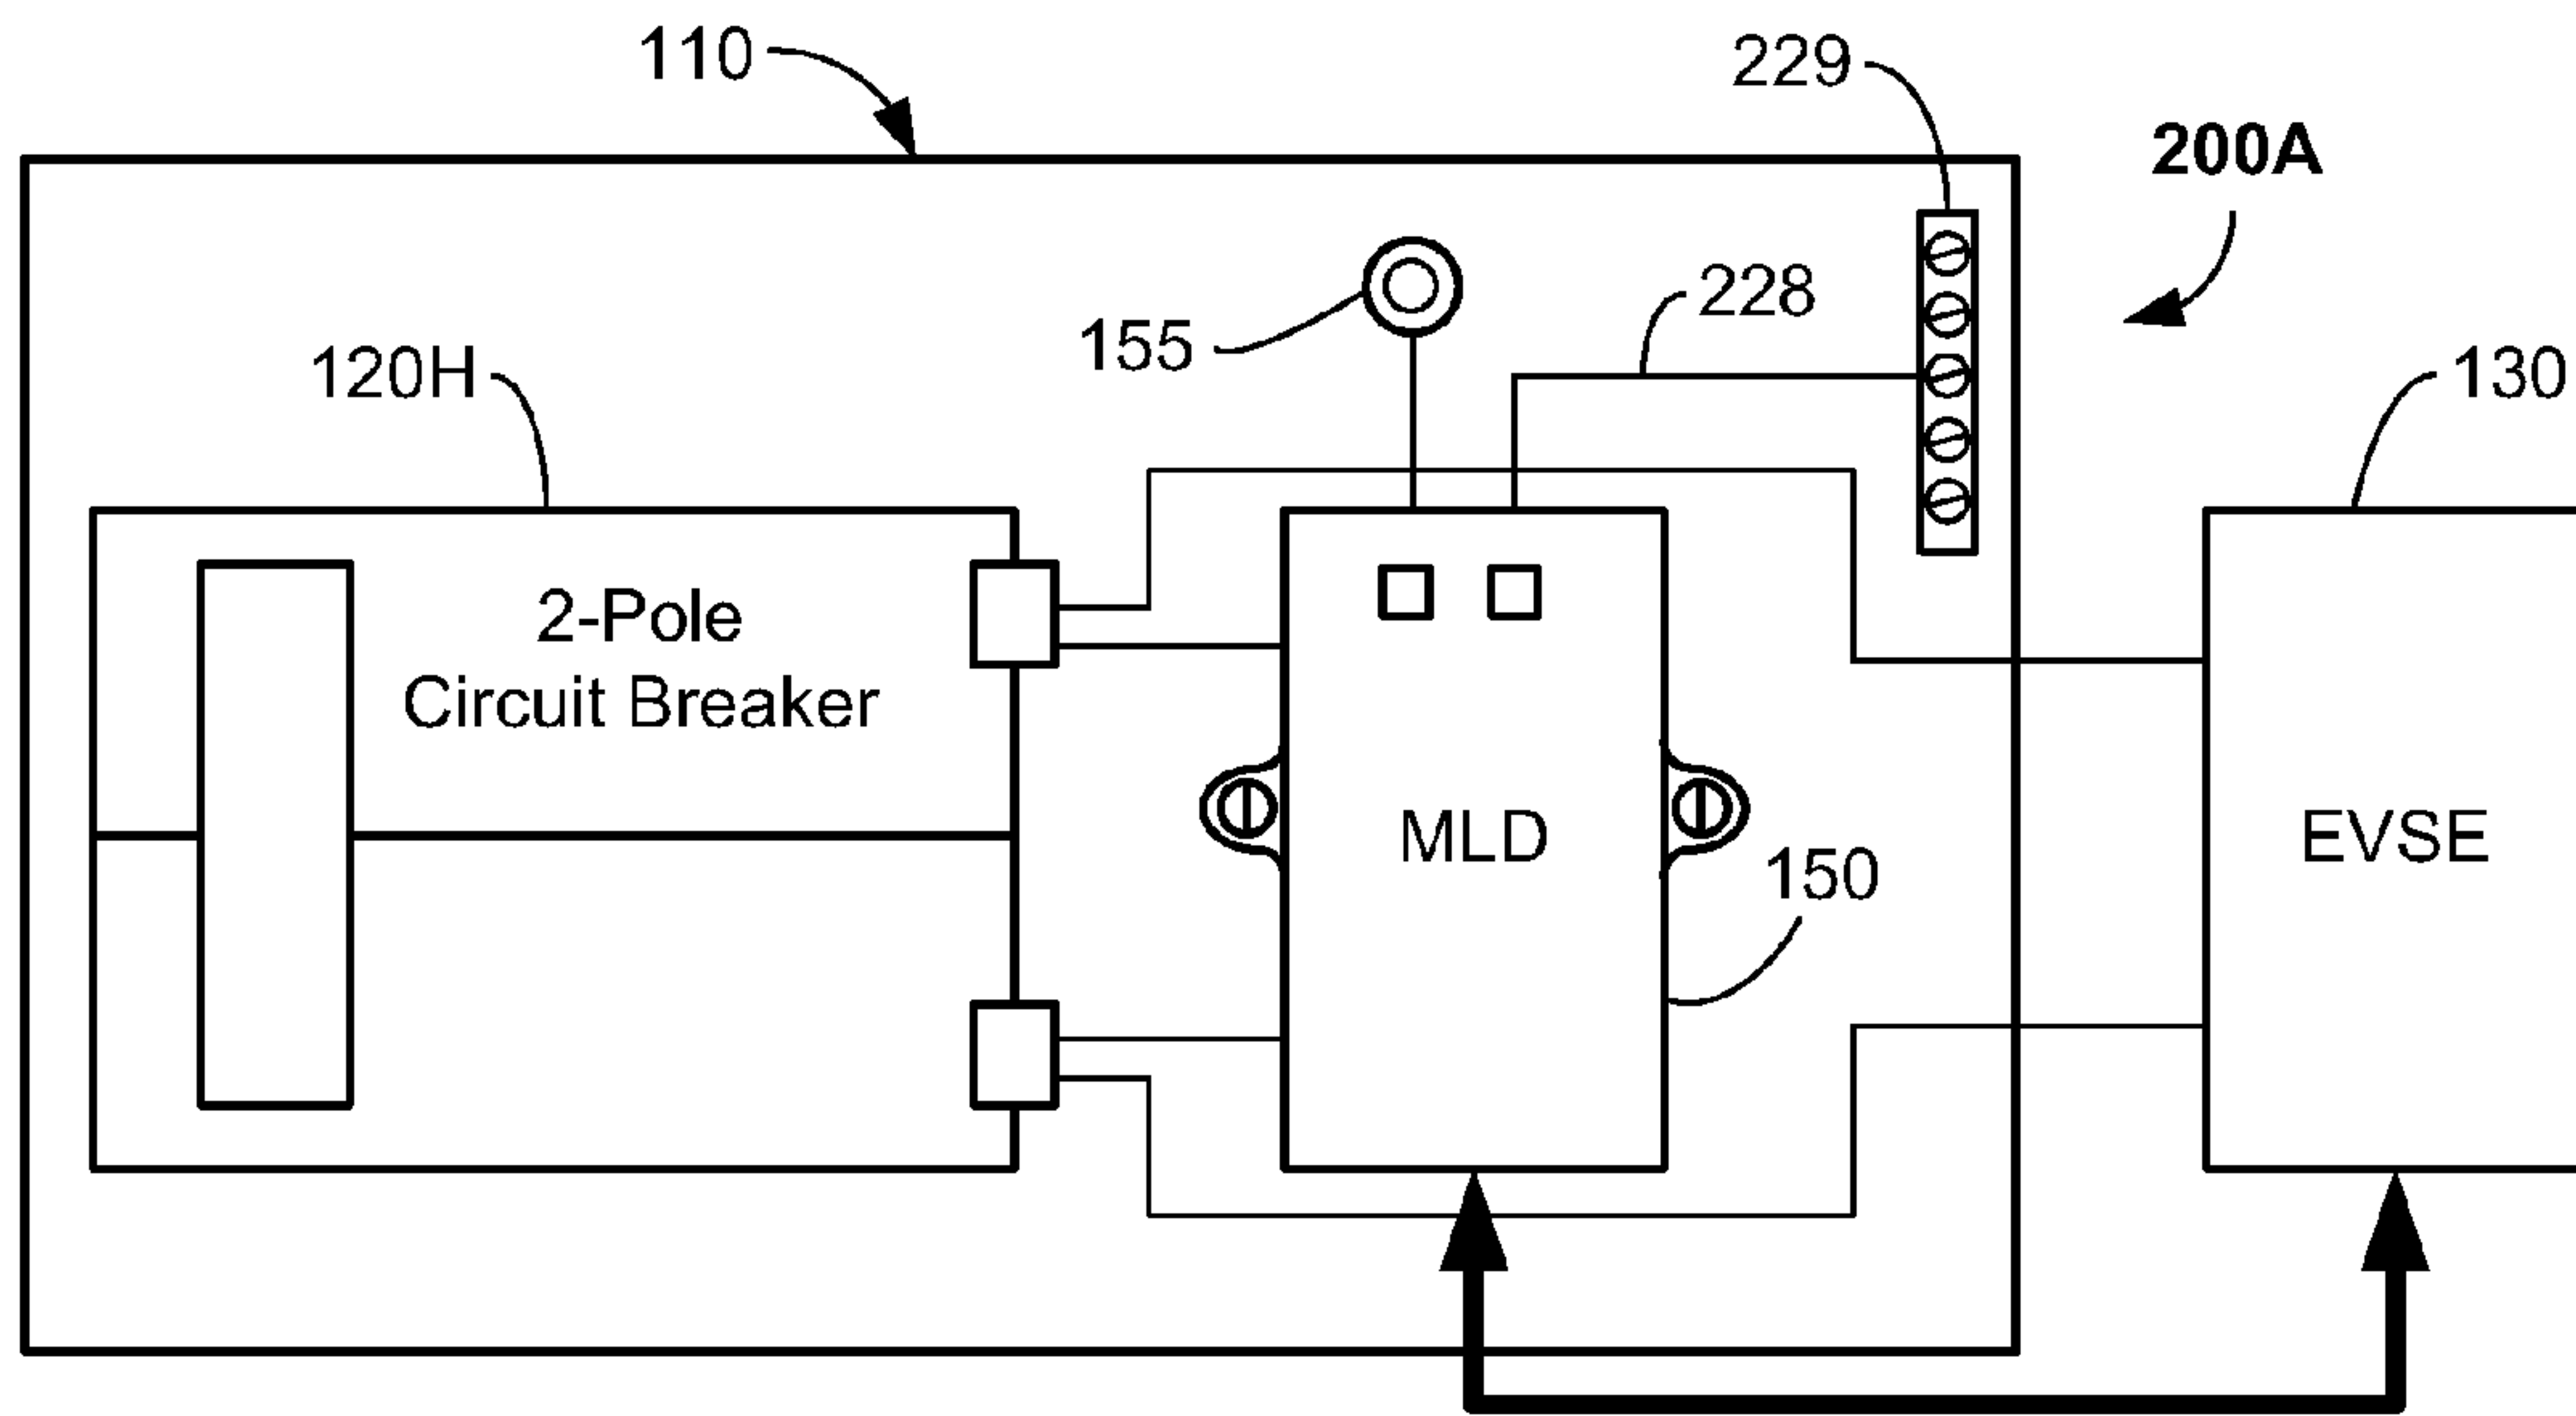 110
229
200A
228
155
120H
130
2-Pole
Circuit Breaker
MLD
EVSE
150